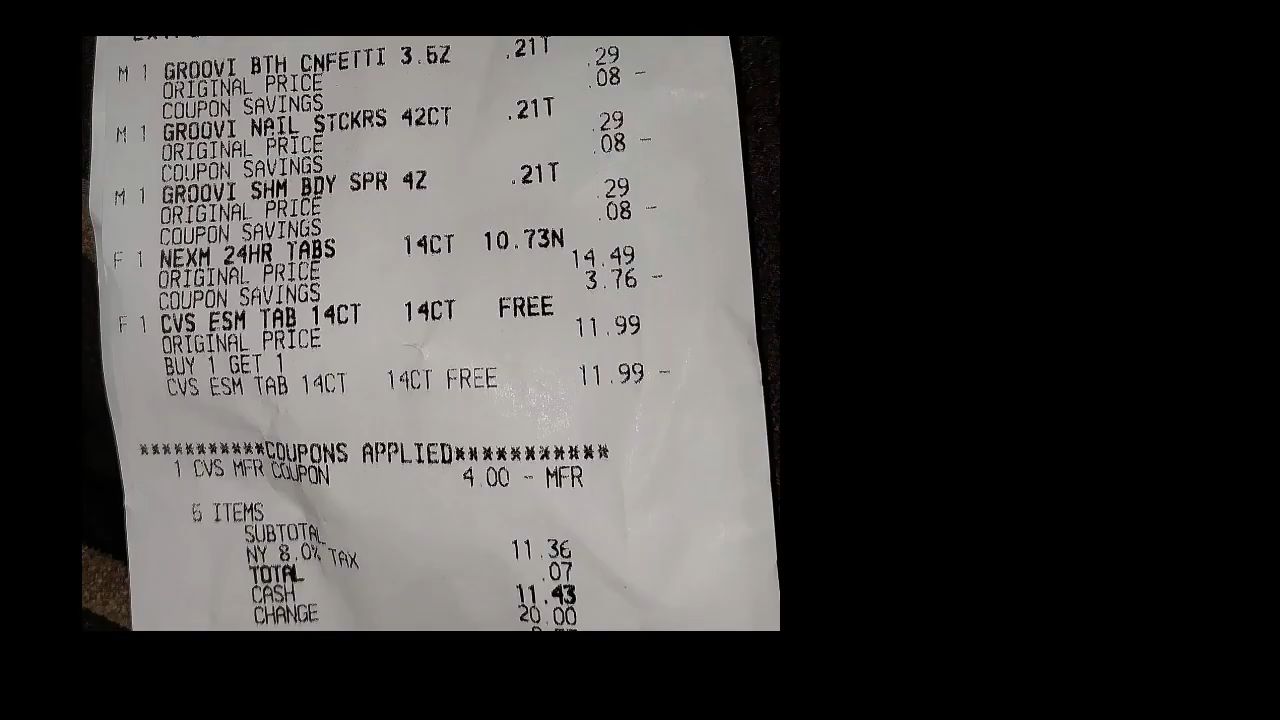 M 1 GROOVI BTH CNFETTI 3.5Z .21T
ORIGINAL PRICE .29
COUPON SAVINGS .08 -
M 1 GROOVI NAIL STCKRS 42CT .21T
ORIGINAL PRICE .29
COUPON SAVINGS .08 -
M 1 GROOVI SHM BDY SPR 4Z .21T
ORIGINAL PRICE .29
COUPON SAVINGS .08 -
F 1 NEXM 24HR TABS 14CT 10.73N
ORIGINAL PRICE 14.49
COUPON SAVINGS 3.76 -
F 1 CVS ESM TAB 14CT 14CT FREE
ORIGINAL PRICE 11.99
BUY 1 GET 1
CVS ESM TAB 14CT 14CT FREE 11.99 -
***********COUPONS APPLIED***********
1 CVS MFR COUPON 4.00 - MFR
ITEMS
SUBTOTAL 11.36
NY 8.0% TAX .07
TOTAL 11.43
CASH 20.00
CHANGE